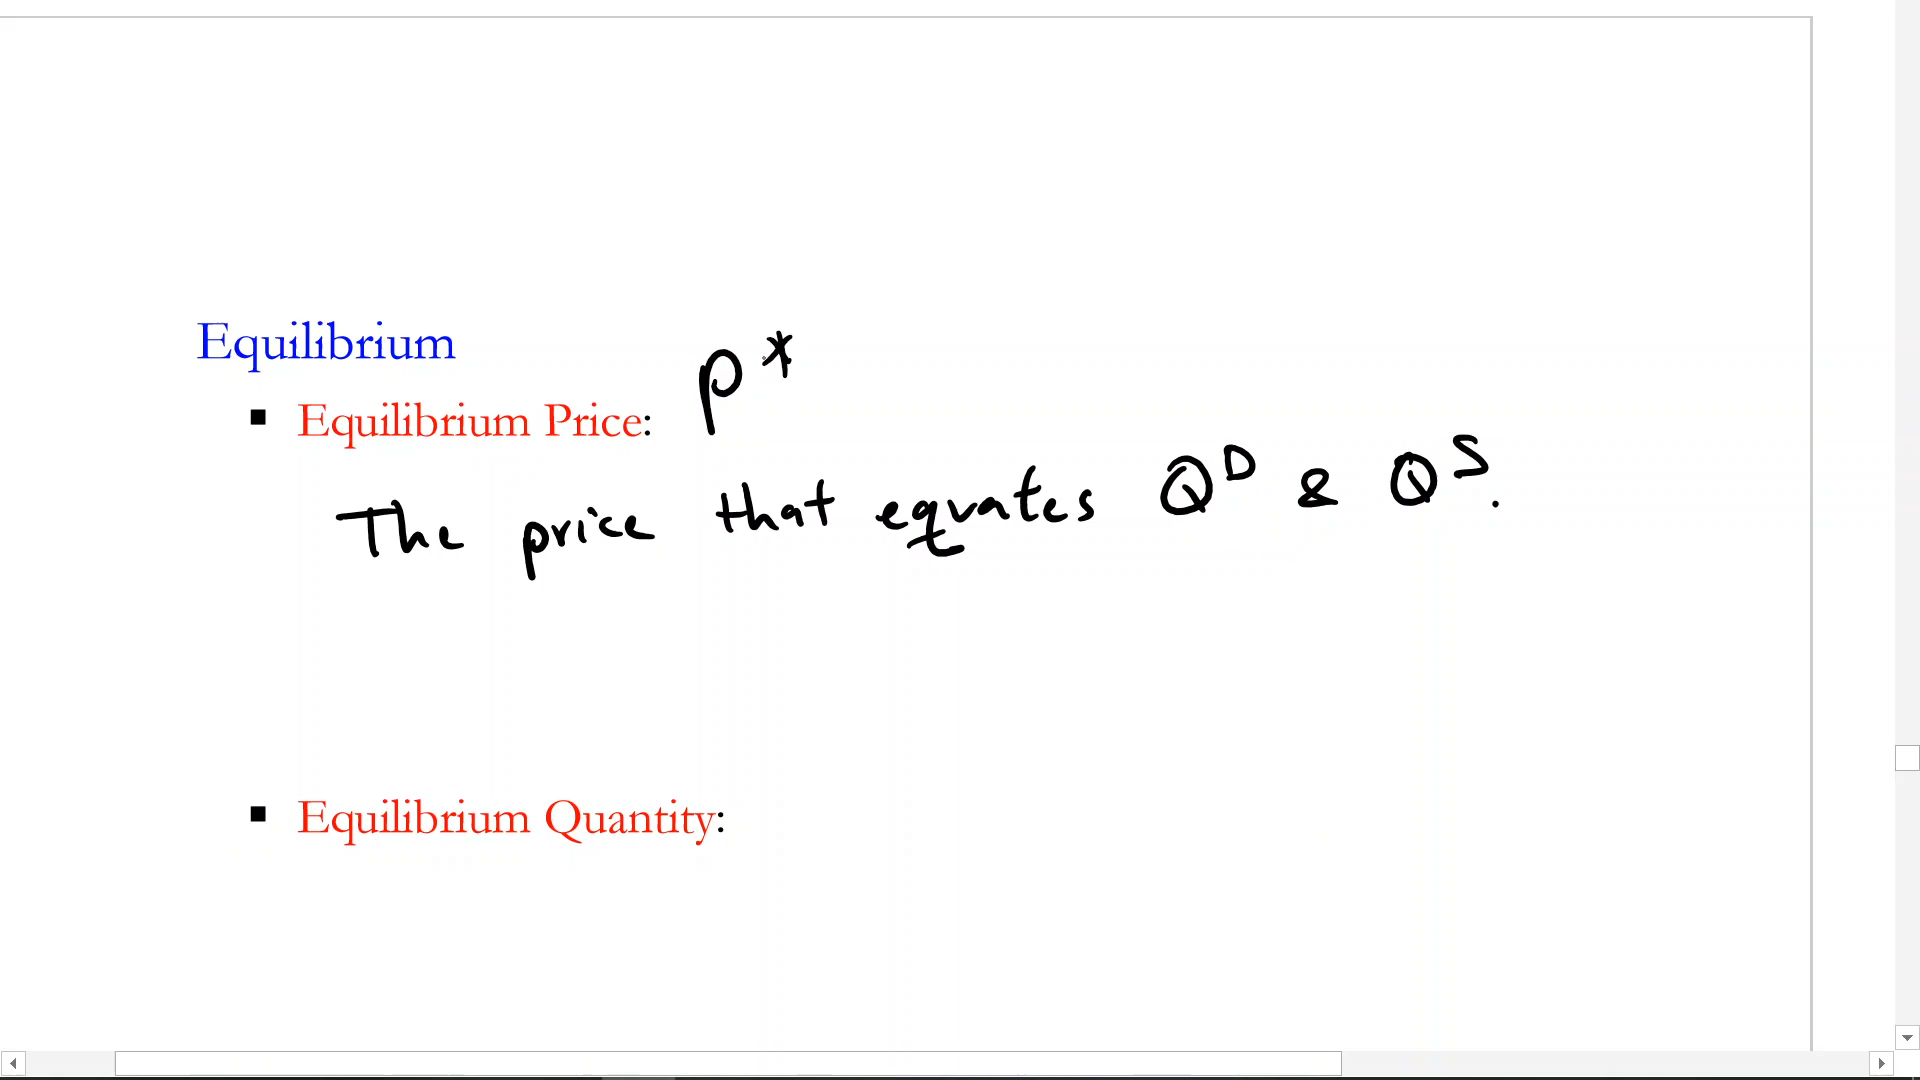 Equilibrium
▪ Equilibrium Price: P*
The price that equates Q^D & Q^S.
▪ Equilibrium Quantity: